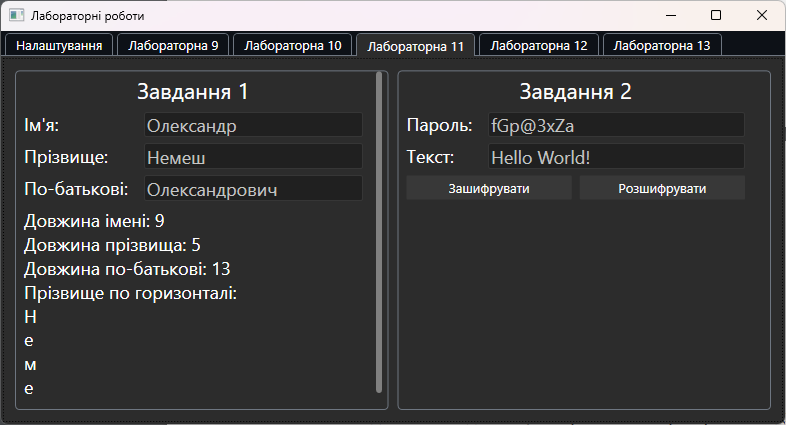 Лабораторні роботи
Налаштування Лабораторна 9 Лабораторна 10 Лабораторна 11 Лабораторна 12 Лабораторна 13
Завдання 1
Ім'я: Олександр
Прізвище: Немеш
По-батькові: Олександрович
Довжина імені: 9
Довжина прізвища: 5
Довжина по-батькові: 13
Прізвище по горизонталі:
Н
е
м
е
Завдання 2
Пароль: fGp@3xZa
Текст: Hello World!
Зашифрувати Розшифрувати